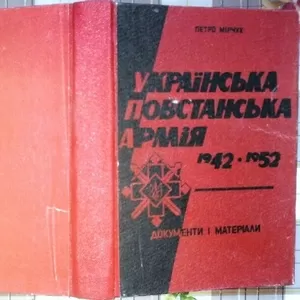 ПЕТРО МІРЧУК
УКРАЇНСЬКА
ПОВСТАНСЬКА
АРМІЯ
1942 • 1952
ДОКУМЕНТИ І МАТЕРІАЛИ